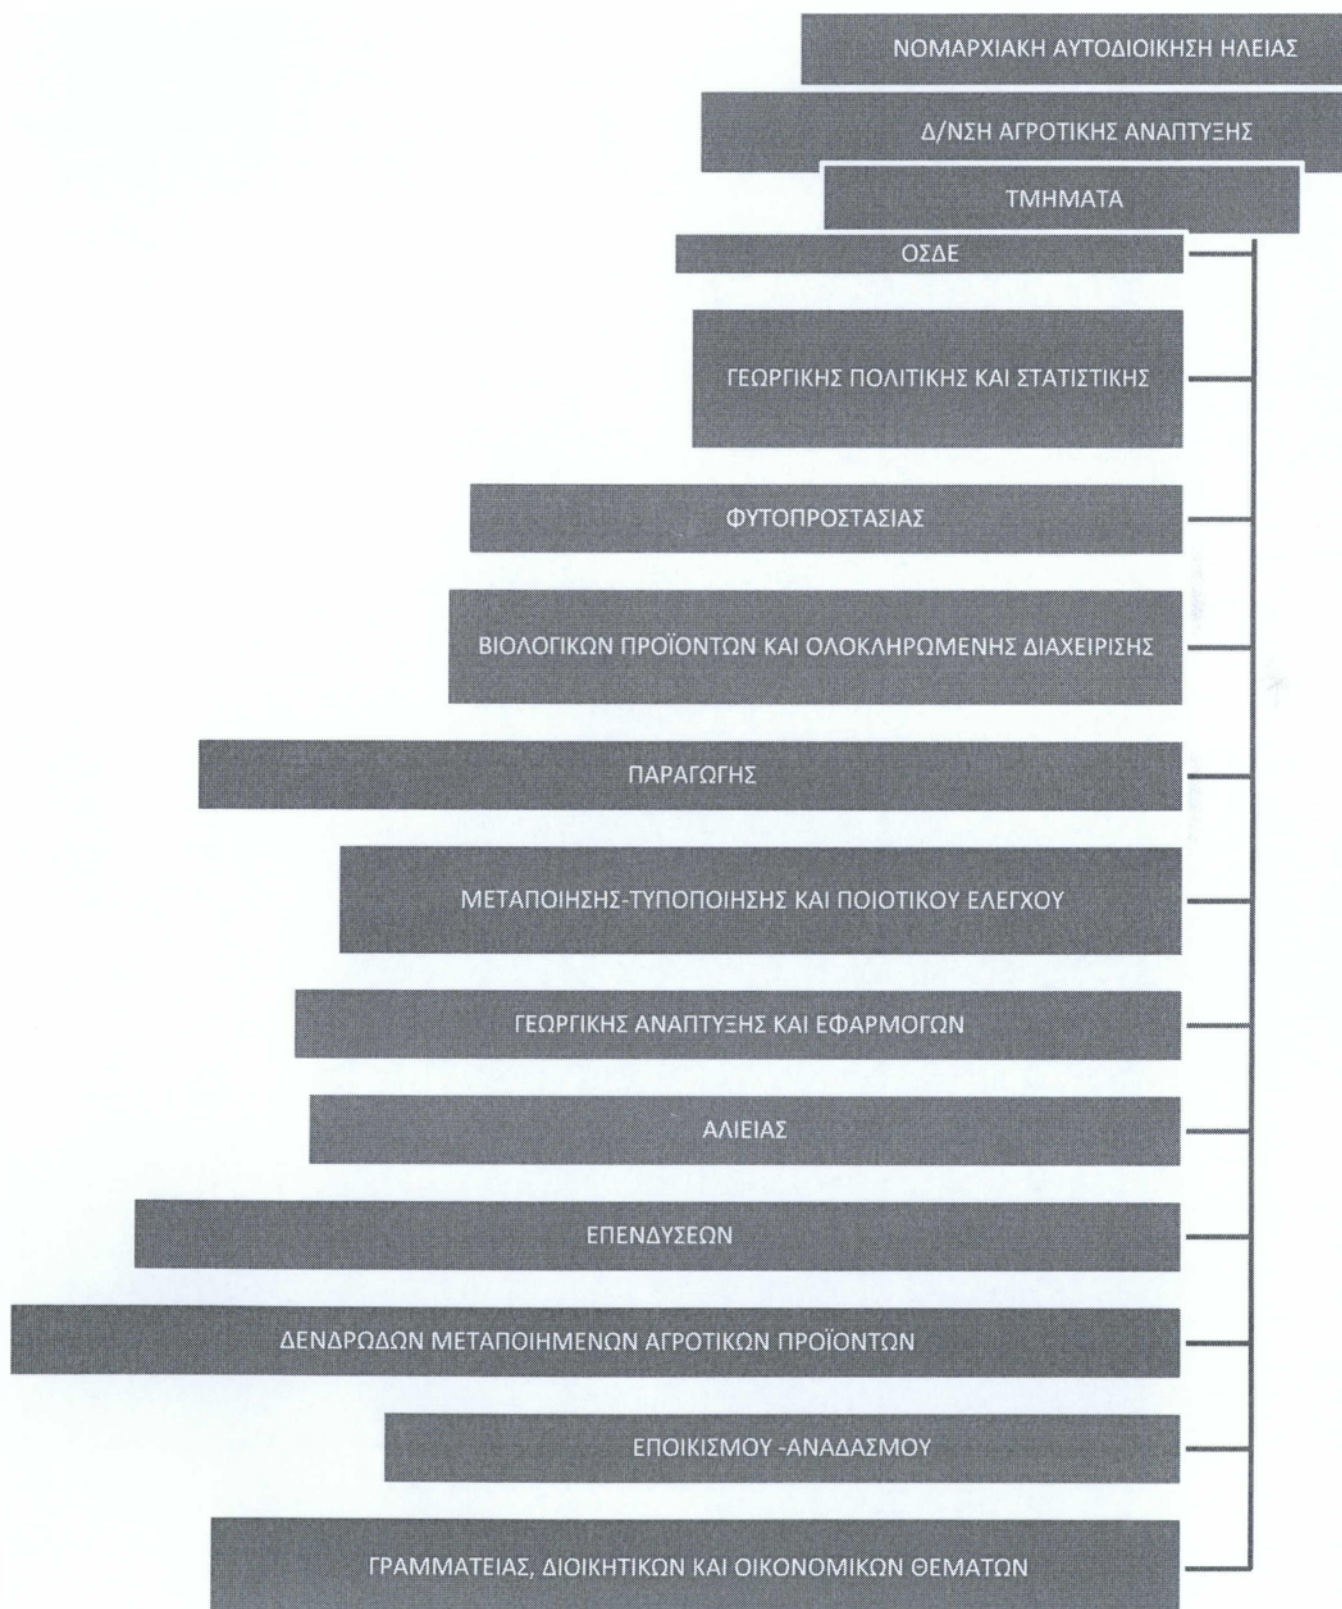 ΝΟΜΑΡΧΙΑΚΗ ΑΥΤΟΔΙΟΙΚΗΣΗ ΗΛΕΙΑΣ
Δ/ΝΣΗ ΑΓΡΟΤΙΚΗΣ ΑΝΑΠΤΥΞΗΣ
ΤΜΗΜΑΤΑ
ΟΣΔΕ
ΓΕΩΡΓΙΚΗΣ ΠΟΛΙΤΙΚΗΣ ΚΑΙ ΣΤΑΤΙΣΤΙΚΗΣ
ΦΥΤΟΠΡΟΣΤΑΣΙΑΣ
ΒΙΟΛΟΓΙΚΩΝ ΠΡΟΪΟΝΤΩΝ ΚΑΙ ΟΛΟΚΛΗΡΩΜΕΝΗΣ ΔΙΑΧΕΙΡΙΣΗΣ
ΠΑΡΑΓΩΓΗΣ
ΜΕΤΑΠΟΙΗΣΗΣ-ΤΥΠΟΠΟΙΗΣΗΣ ΚΑΙ ΠΟΙΟΤΙΚΟΥ ΕΛΕΓΧΟΥ
ΓΕΩΡΓΙΚΗΣ ΑΝΑΠΤΥΞΗΣ ΚΑΙ ΕΦΑΡΜΟΓΩΝ
ΑΛΙΕΙΑΣ
ΕΠΕΝΔΥΣΕΩΝ
ΔΕΝΔΡΩΔΩΝ ΜΕΤΑΠΟΙΗΜΕΝΩΝ ΑΓΡΟΤΙΚΩΝ ΠΡΟΪΟΝΤΩΝ
ΕΠΟΙΚΙΣΜΟΥ -ΑΝΑΔΑΣΜΟΥ
ΓΡΑΜΜΑΤΕΙΑΣ, ΔΙΟΙΚΗΤΙΚΩΝ ΚΑΙ ΟΙΚΟΝΟΜΙΚΩΝ ΘΕΜΑΤΩΝ